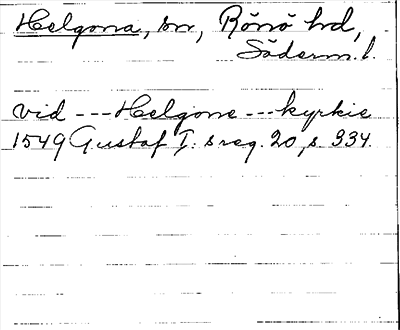 Helgona, sn, Rönö hd,
Söderm. l.
vid --- Helgone --- kyrkie
1549 Gustaf I: s reg. 20, s. 334.